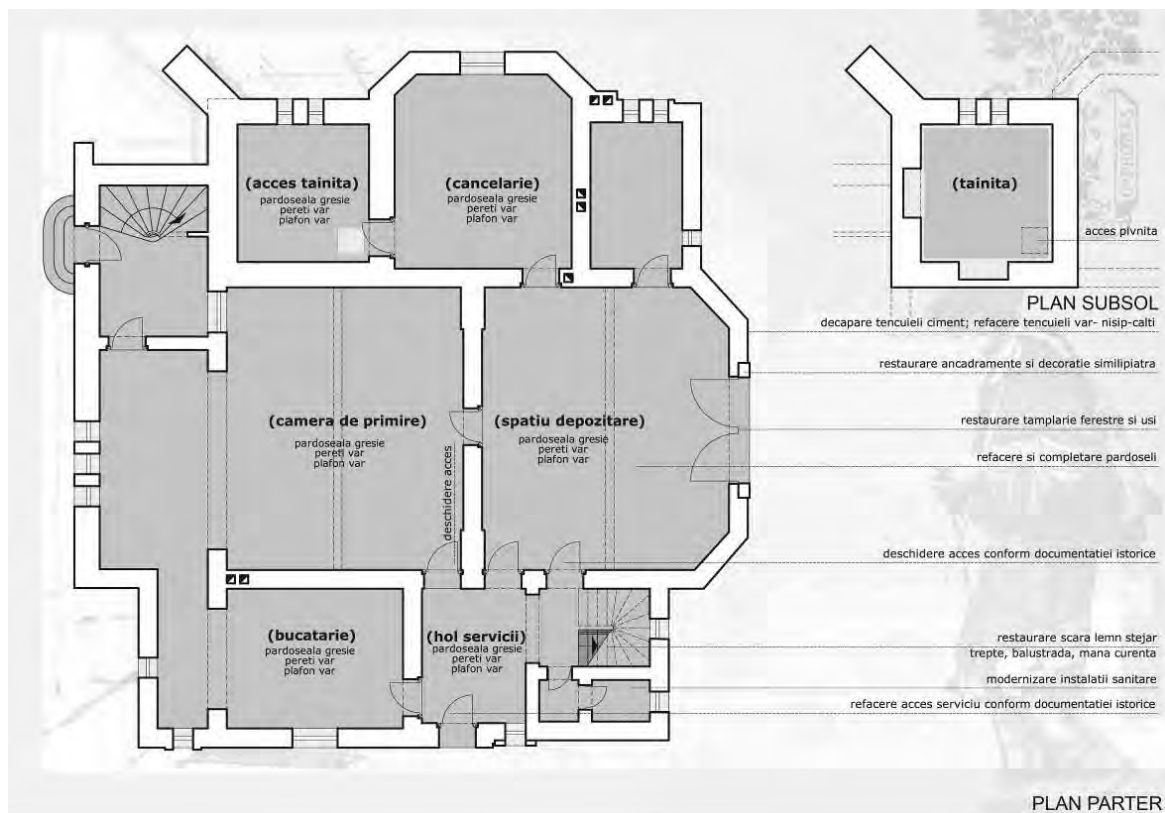 (acces tainita)
pardoseala gresie
pereti var
plafon var
(cancelarie)
pardoseala gresie
pereti var
plafon var
(tainita)
acces pivnita
PLAN SUBSOL
decapare tencuieli ciment; refacere tencuieli var- nisip-calti
restaurare ancadramente si decoratie similipiatra
(camera de primire)
pardoseala gresie
pereti var
plafon var
deschidere acces
(spatiu depozitare)
pardoseala gresie
pereti var
plafon var
restaurare tamplarie ferestre si usi
refacere si completare pardoseli
deschidere acces conform documentatiei istorice
(bucatarie)
pardoseala gresie
pereti var
plafon var
(hol servicii)
pardoseala gresie
pereti var
plafon var
restaurare scara lemn stejar
trepte, balustrada, mana curenta
modernizare instalatii sanitare
refacere acces serviciu conform documentatiei istorice
PLAN PARTER